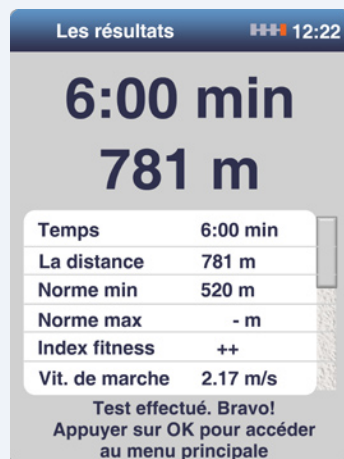 Les résultats 12:22
6:00 min
781 m
Temps 6:00 min
La distance 781 m
Norme min 520 m
Norme max - m
Index fitness ++
Vit. de marche 2.17 m/s
Test effectué. Bravo!
Appuyer sur OK pour accéder
au menu principale